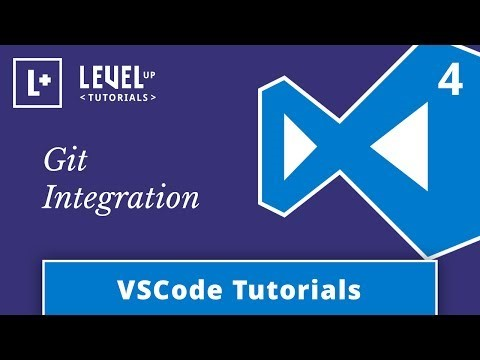 L+
LEVEL UP
<TUTORIALS>
4
Git
Integration
VSCode Tutorials